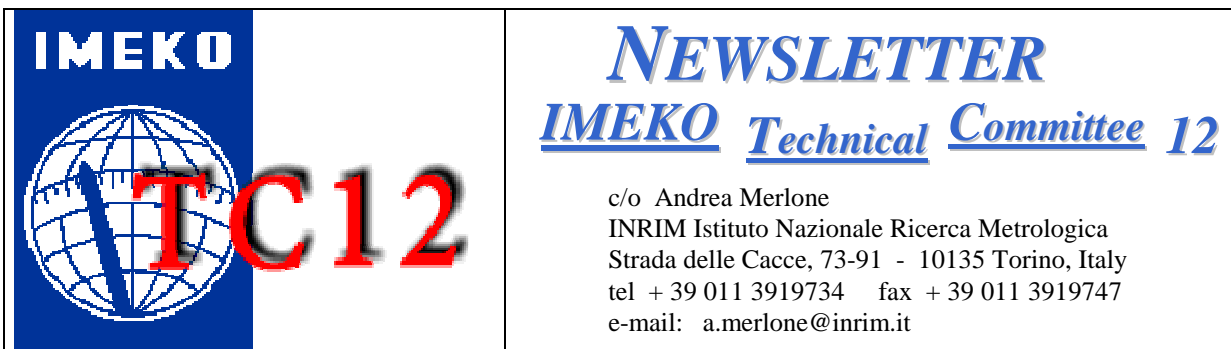 IMEKO
TC12
NEWSLETTER
IMEKO Technical Committee 12
c/o Andrea Merlone
INRIM Istituto Nazionale Ricerca Metrologica
Strada delle Cacce, 73-91 - 10135 Torino, Italy
tel + 39 011 3919734 fax + 39 011 3919747
e-mail: a.merlone@inrim.it